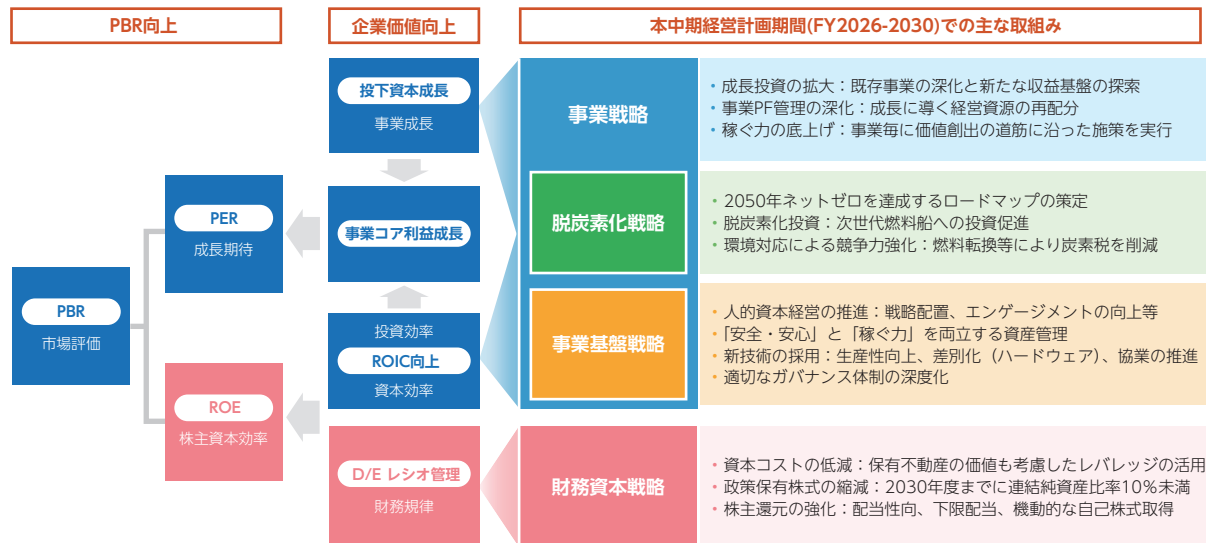 PBR向上
企業価値向上
本中期経営計画期間(FY2026-2030)での主な取組み
PBR
市場評価
PER
成長期待
ROE
株主資本効率
投下資本成長
事業成長
事業コア利益成長
投資効率
ROIC向上
資本効率
D/E レシオ管理
財務規律
事業戦略
・成長投資の拡大：既存事業の深化と新たな収益基盤の探索
・事業PF管理の深化：成長に導く経営資源の再配分
・稼ぐ力の底上げ：事業毎に価値創出の道筋に沿った施策を実行
脱炭素化戦略
・2050年ネットゼロを達成するロードマップの策定
・脱炭素化投資：次世代燃料船への投資促進
・環境対応による競争力強化：燃料転換等により炭素税を削減
事業基盤戦略
・人的資本経営の推進：戦略配置、エンゲージメントの向上等
・「安全・安心」と「稼ぐ力」を両立する資産管理
・新技術の採用：生産性向上、差別化（ハードウェア）、協業の推進
・適切なガバナンス体制の深度化
財務資本戦略
・資本コストの低減：保有不動産の価値も考慮したレバレッジの活用
・政策保有株式の縮減：2030年度までに連結純資産比率10％未満
・株主還元の強化：配当性向、下限配当、機動的な自己株式取得